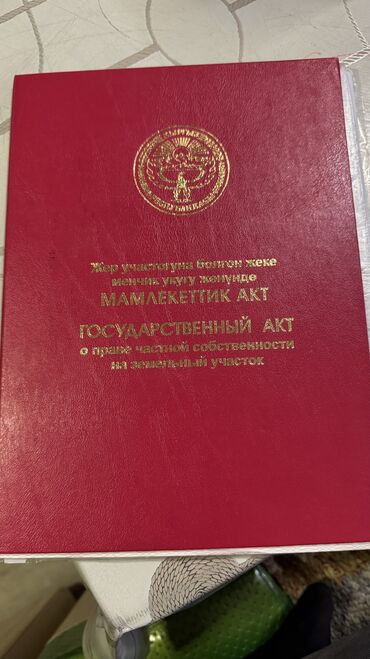 Жер участогуна болгон жеке
менчик укугу жөнүндө
МАМЛЕКЕТТИК АКТ
ГОСУДАРСТВЕННЫЙ АКТ
о праве частной собственности
на земельный участок